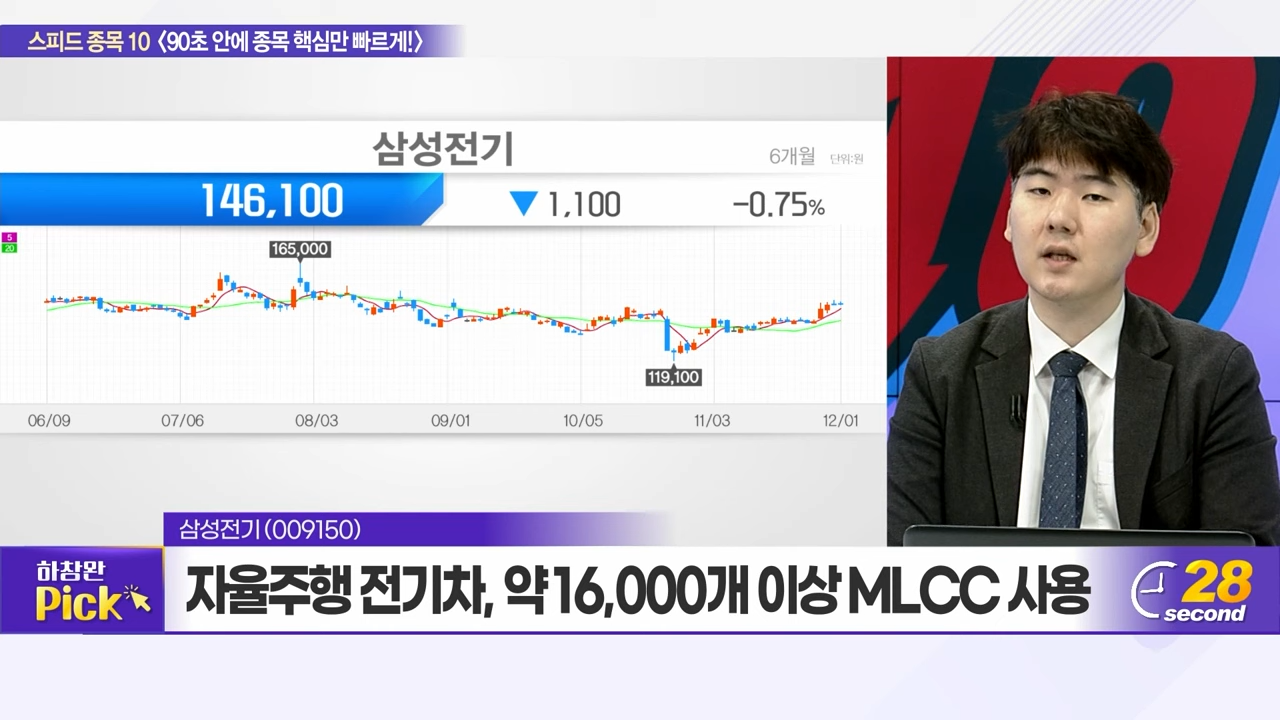 스피드 종목 10 〈90초 안에 종목 핵심만 빠르게!〉
삼성전기
6개월 단위:원
146,100 ▼ 1,100 -0.75%
5
20
165,000
119,100
06/09 07/06 08/03 09/01 10/05 11/03 12/01
삼성전기(009150)
하창완
Pick
자율주행 전기차, 약 16,000개 이상 MLCC 사용
28
second